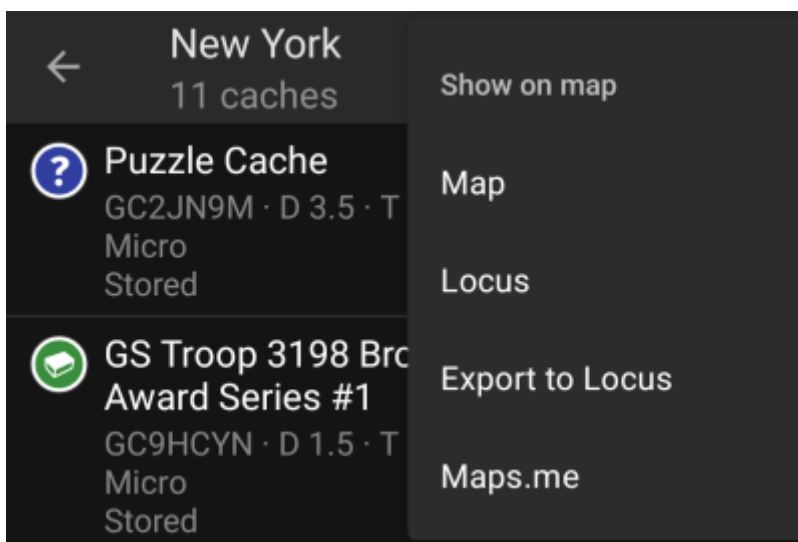 New York
11 caches
Puzzle Cache
GC2JN9M · D 3.5 · T
Micro
Stored
GS Troop 3198
Award Series #1
GC9HCYN · D 1.5 · T
Micro
Stored
Show on map
Map
Locus
Export to Locus
Maps.me